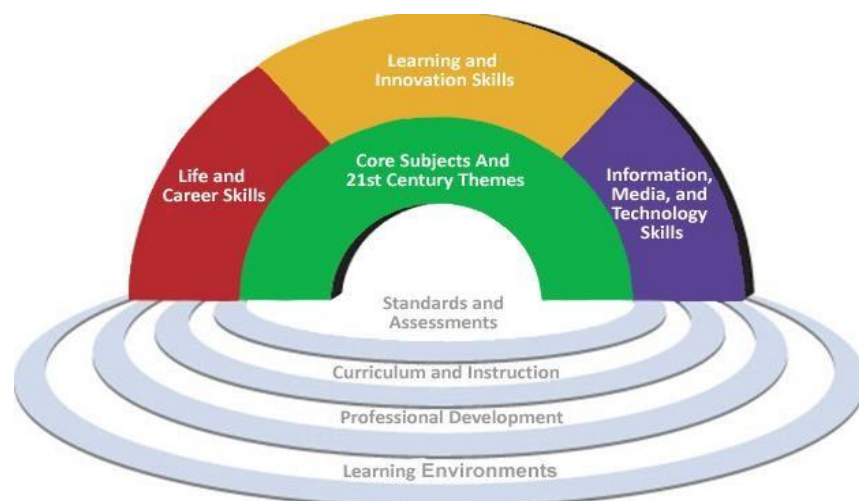 Learning and
Innovation Skills
Life and
Career Skills
Core Subjects And
21st Century Themes
Information,
Media, and
Technology
Skills
Standards and
Assessments
Curriculum and Instruction
Professional Development
Learning Environments